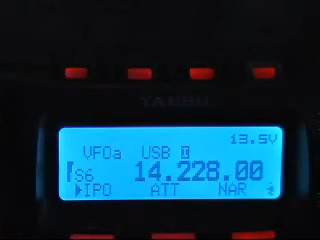 YAESU
13.5V
VFOa USB
S6 14.228.00
IPO ATT NAR